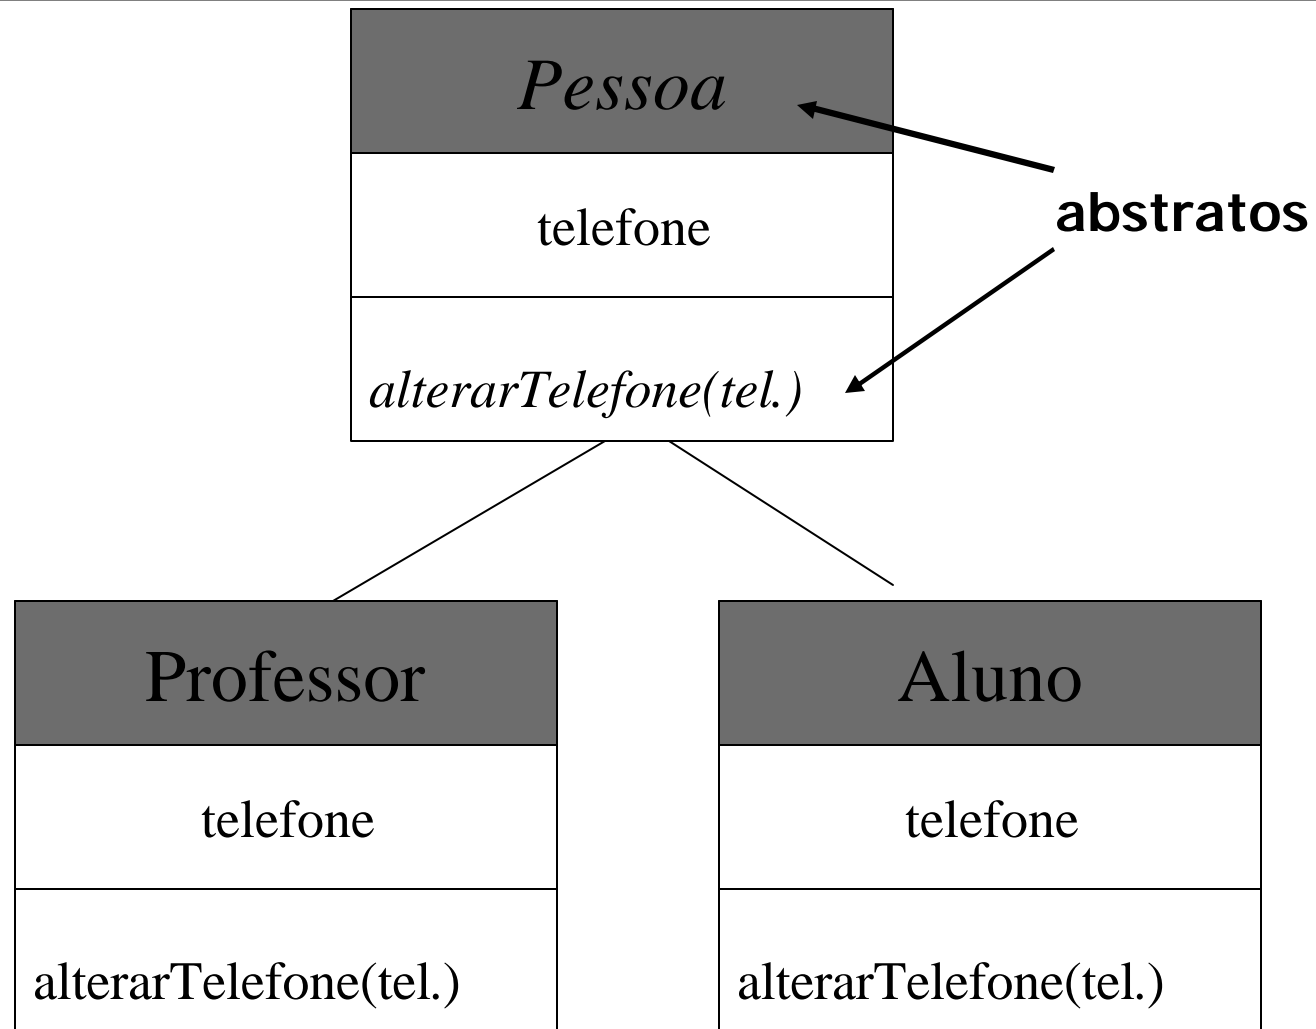 Pessoa
telefone
abstratos
alterarTelefone(tel.)
Professor
Aluno
telefone
telefone
alterarTelefone(tel.)
alterarTelefone(tel.)